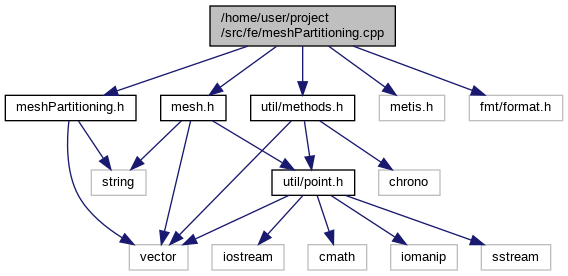 /home/user/project
/src/fe/meshPartitioning.cpp
meshPartitioning.h
mesh.h
util/methods.h
metis.h
fmt/format.h
string
util/point.h
chrono
vector
iostream
cmath
iomanip
sstream